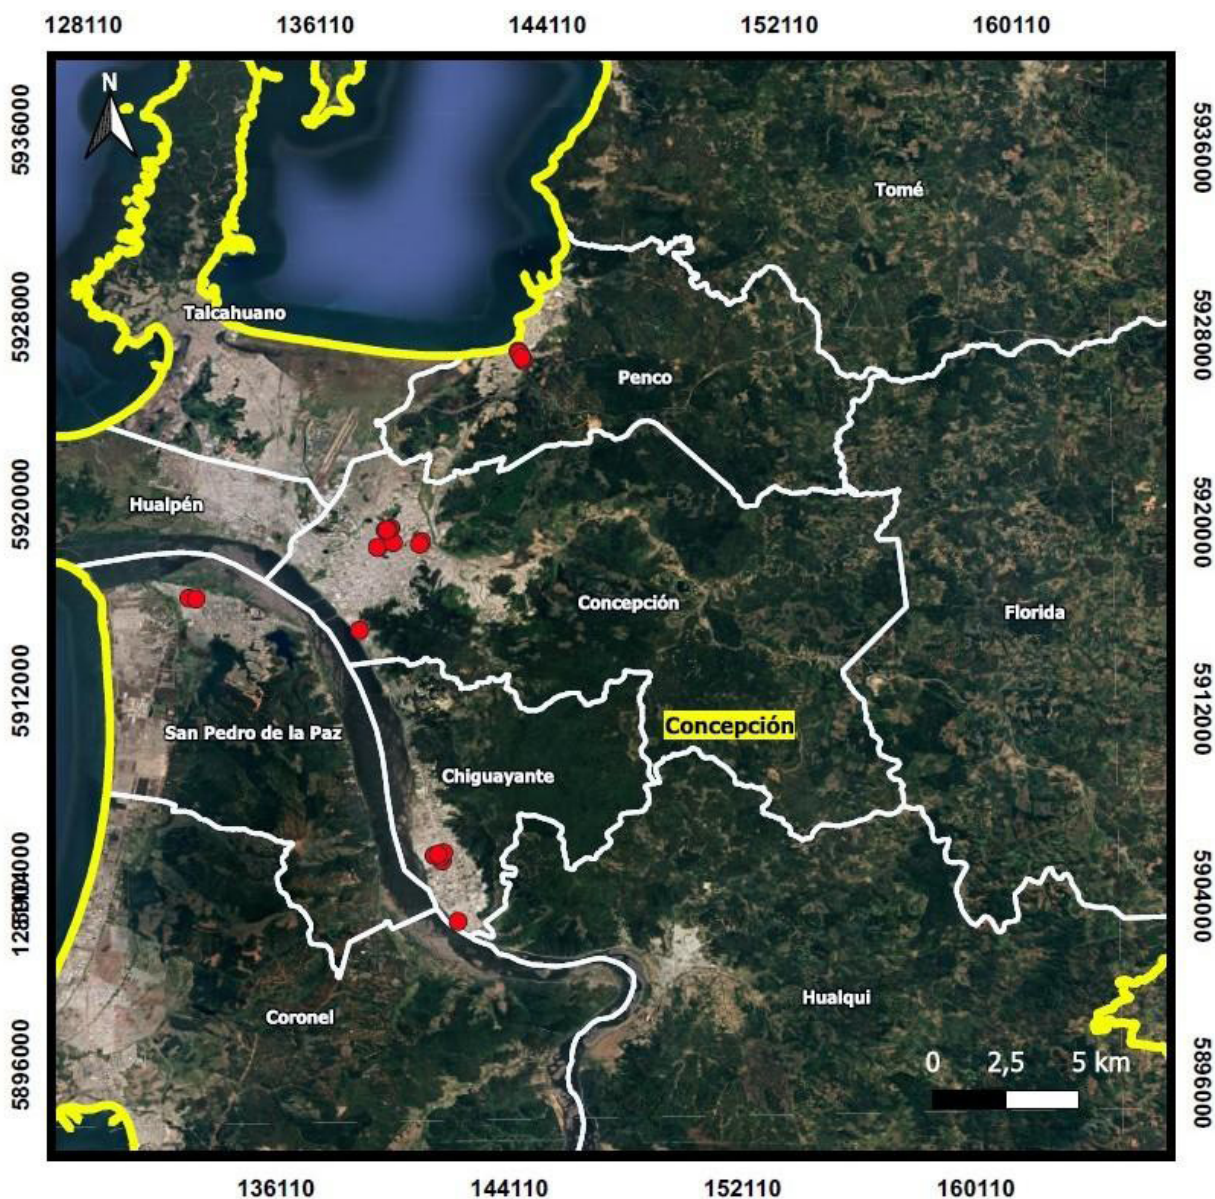 128110 136110 144110 152110 160110
N
5936000
5936000
Tomé
5928000
5928000
Talcahuano
Penco
5920000
5920000
Hualpén
Concepción
Florida
5912000
5912000
San Pedro de la Paz
Concepción
Chiguayante
5904000
Hualqui
Coronel
0 2,5 5 km
5896000
5896000
136110 144110 152110 160110